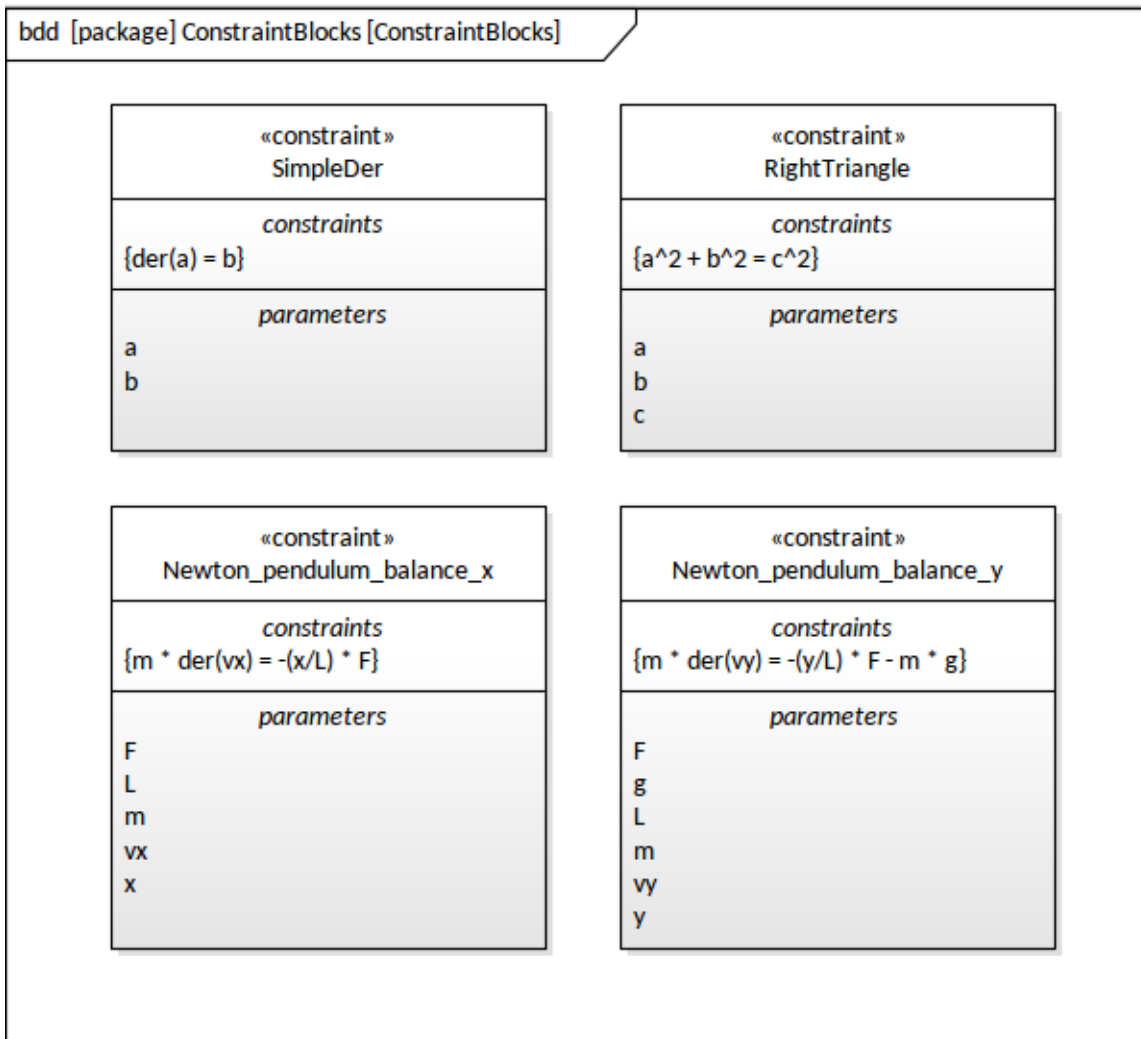 bdd [package] ConstraintBlocks [ConstraintBlocks]
«constraint»
SimpleDer
constraints
{der(a) = b}
parameters
a
b
«constraint»
RightTriangle
constraints
{a^2 + b^2 = c^2}
parameters
a
b
c
«constraint»
Newton_pendulum_balance_x
constraints
{m * der(vx) = -(x/L) * F}
parameters
F
L
m
vx
x
«constraint»
Newton_pendulum_balance_y
constraints
{m * der(vy) = -(y/L) * F - m * g}
parameters
F
g
L
m
vy
y